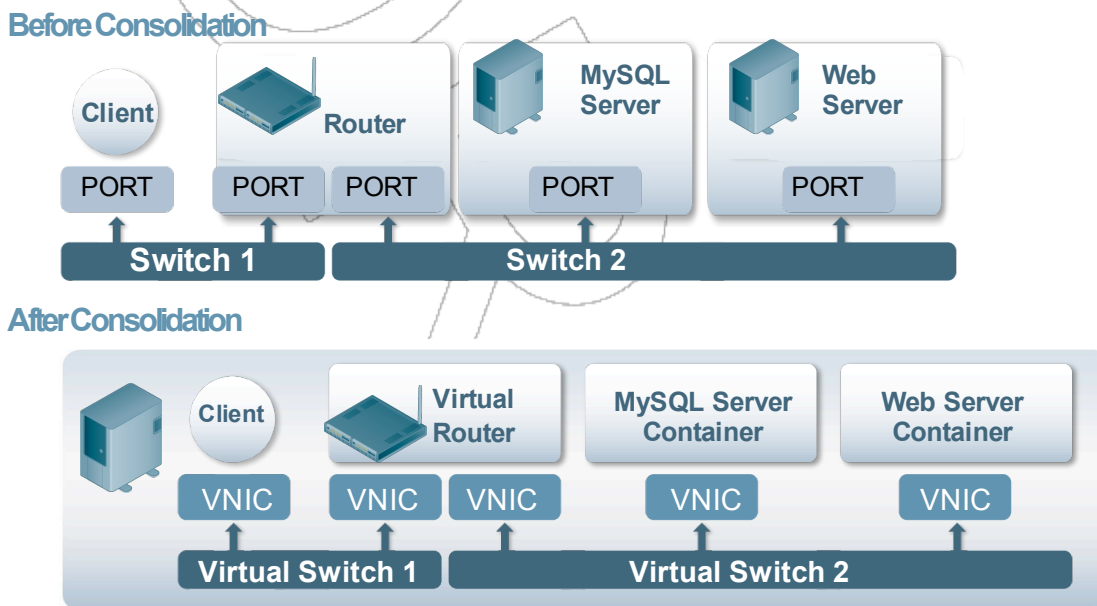 Before Consolidation
Client
Router
MySQL
Server
Web
Server
PORT
PORT
PORT
PORT
PORT
Switch 1
Switch 2
After Consolidation
Client
Virtual
Router
MySQL Server
Container
Web Server
Container
VNIC
VNIC
VNIC
VNIC
VNIC
Virtual Switch 1
Virtual Switch 2